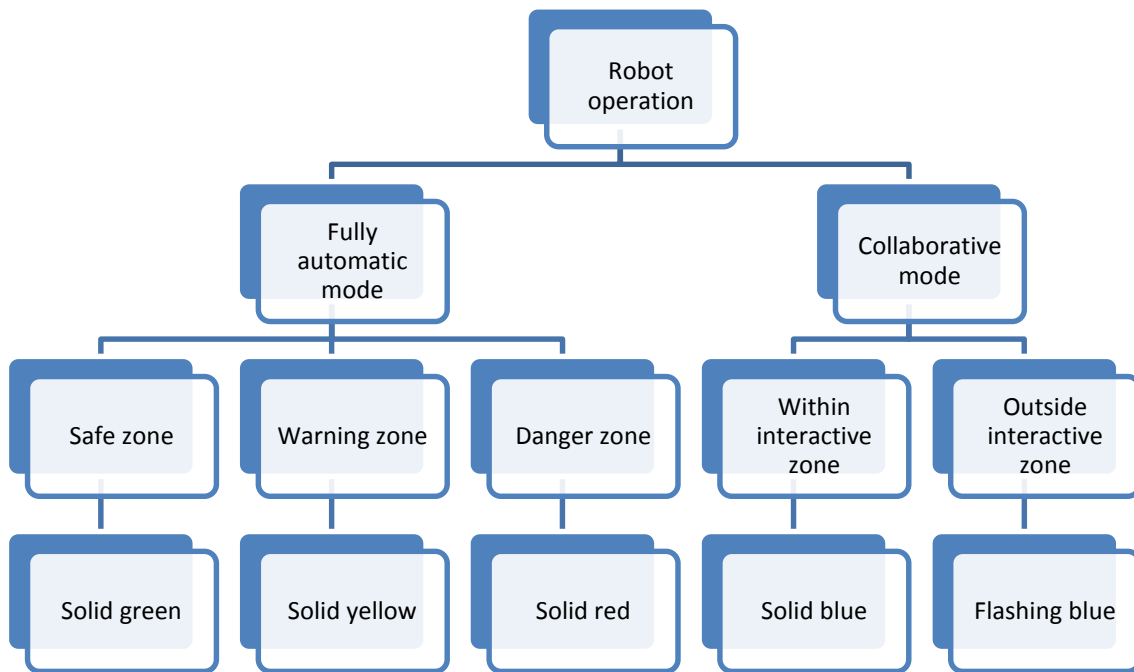 Robot
operation
Fully
automatic
mode
Collaborative
mode
Safe zone
Warning zone
Danger zone
Within
interactive
zone
Outside
interactive
zone
Solid green
Solid yellow
Solid red
Solid blue
Flashing blue